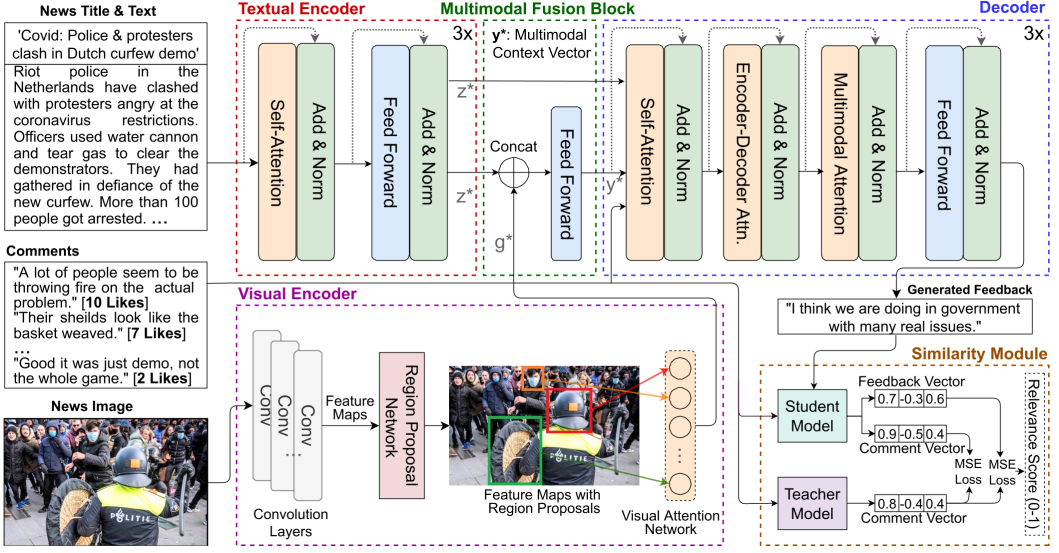 News Title & Text
'Covid: Police & protesters
clash in Dutch curfew demo'
Riot police in the
Netherlands have clashed
with protesters angry at the
coronavirus restrictions.
Officers used water cannon
and tear gas to clear the
demonstrators. They had
gathered in defiance of the
new curfew. More than 100
people got arrested. ...
Comments
"A lot of people seem to be
throwing fire on the actual
problem." [10 Likes]
"Their sheilds look like the
basket weaved." [7 Likes]
...
"Good it was just demo, not
the whole game." [2 Likes]
News Image
POLITIE
Textual Encoder
3x
Self-Attention
Add & Norm
Feed Forward
Add & Norm
z*
z*
Multimodal Fusion Block
y*: Multimodal
Context Vector
Concat
g*
Feed Forward
y*
Decoder
3x
Self-Attention
Add & Norm
Encoder-Decoder Attn.
Add & Norm
Multimodal Attention
Add & Norm
Feed Forward
Add & Norm
Visual Encoder
Conv
Conv
Conv
...
Convolution
Layers
Feature
Maps
Region Proposal
Network
POLITIE
Feature Maps with
Region Proposals
...
Visual Attention
Network
Generated Feedback
"I think we are doing in government
with many real issues."
Similarity Module
Student
Model
Feedback Vector
0.7 -0.3 0.6
0.9 -0.5 0.4
Comment Vector
Teacher
Model
0.8 -0.4 0.4
Comment Vector
MSE
Loss
MSE
Loss
Relevance Score (0-1)